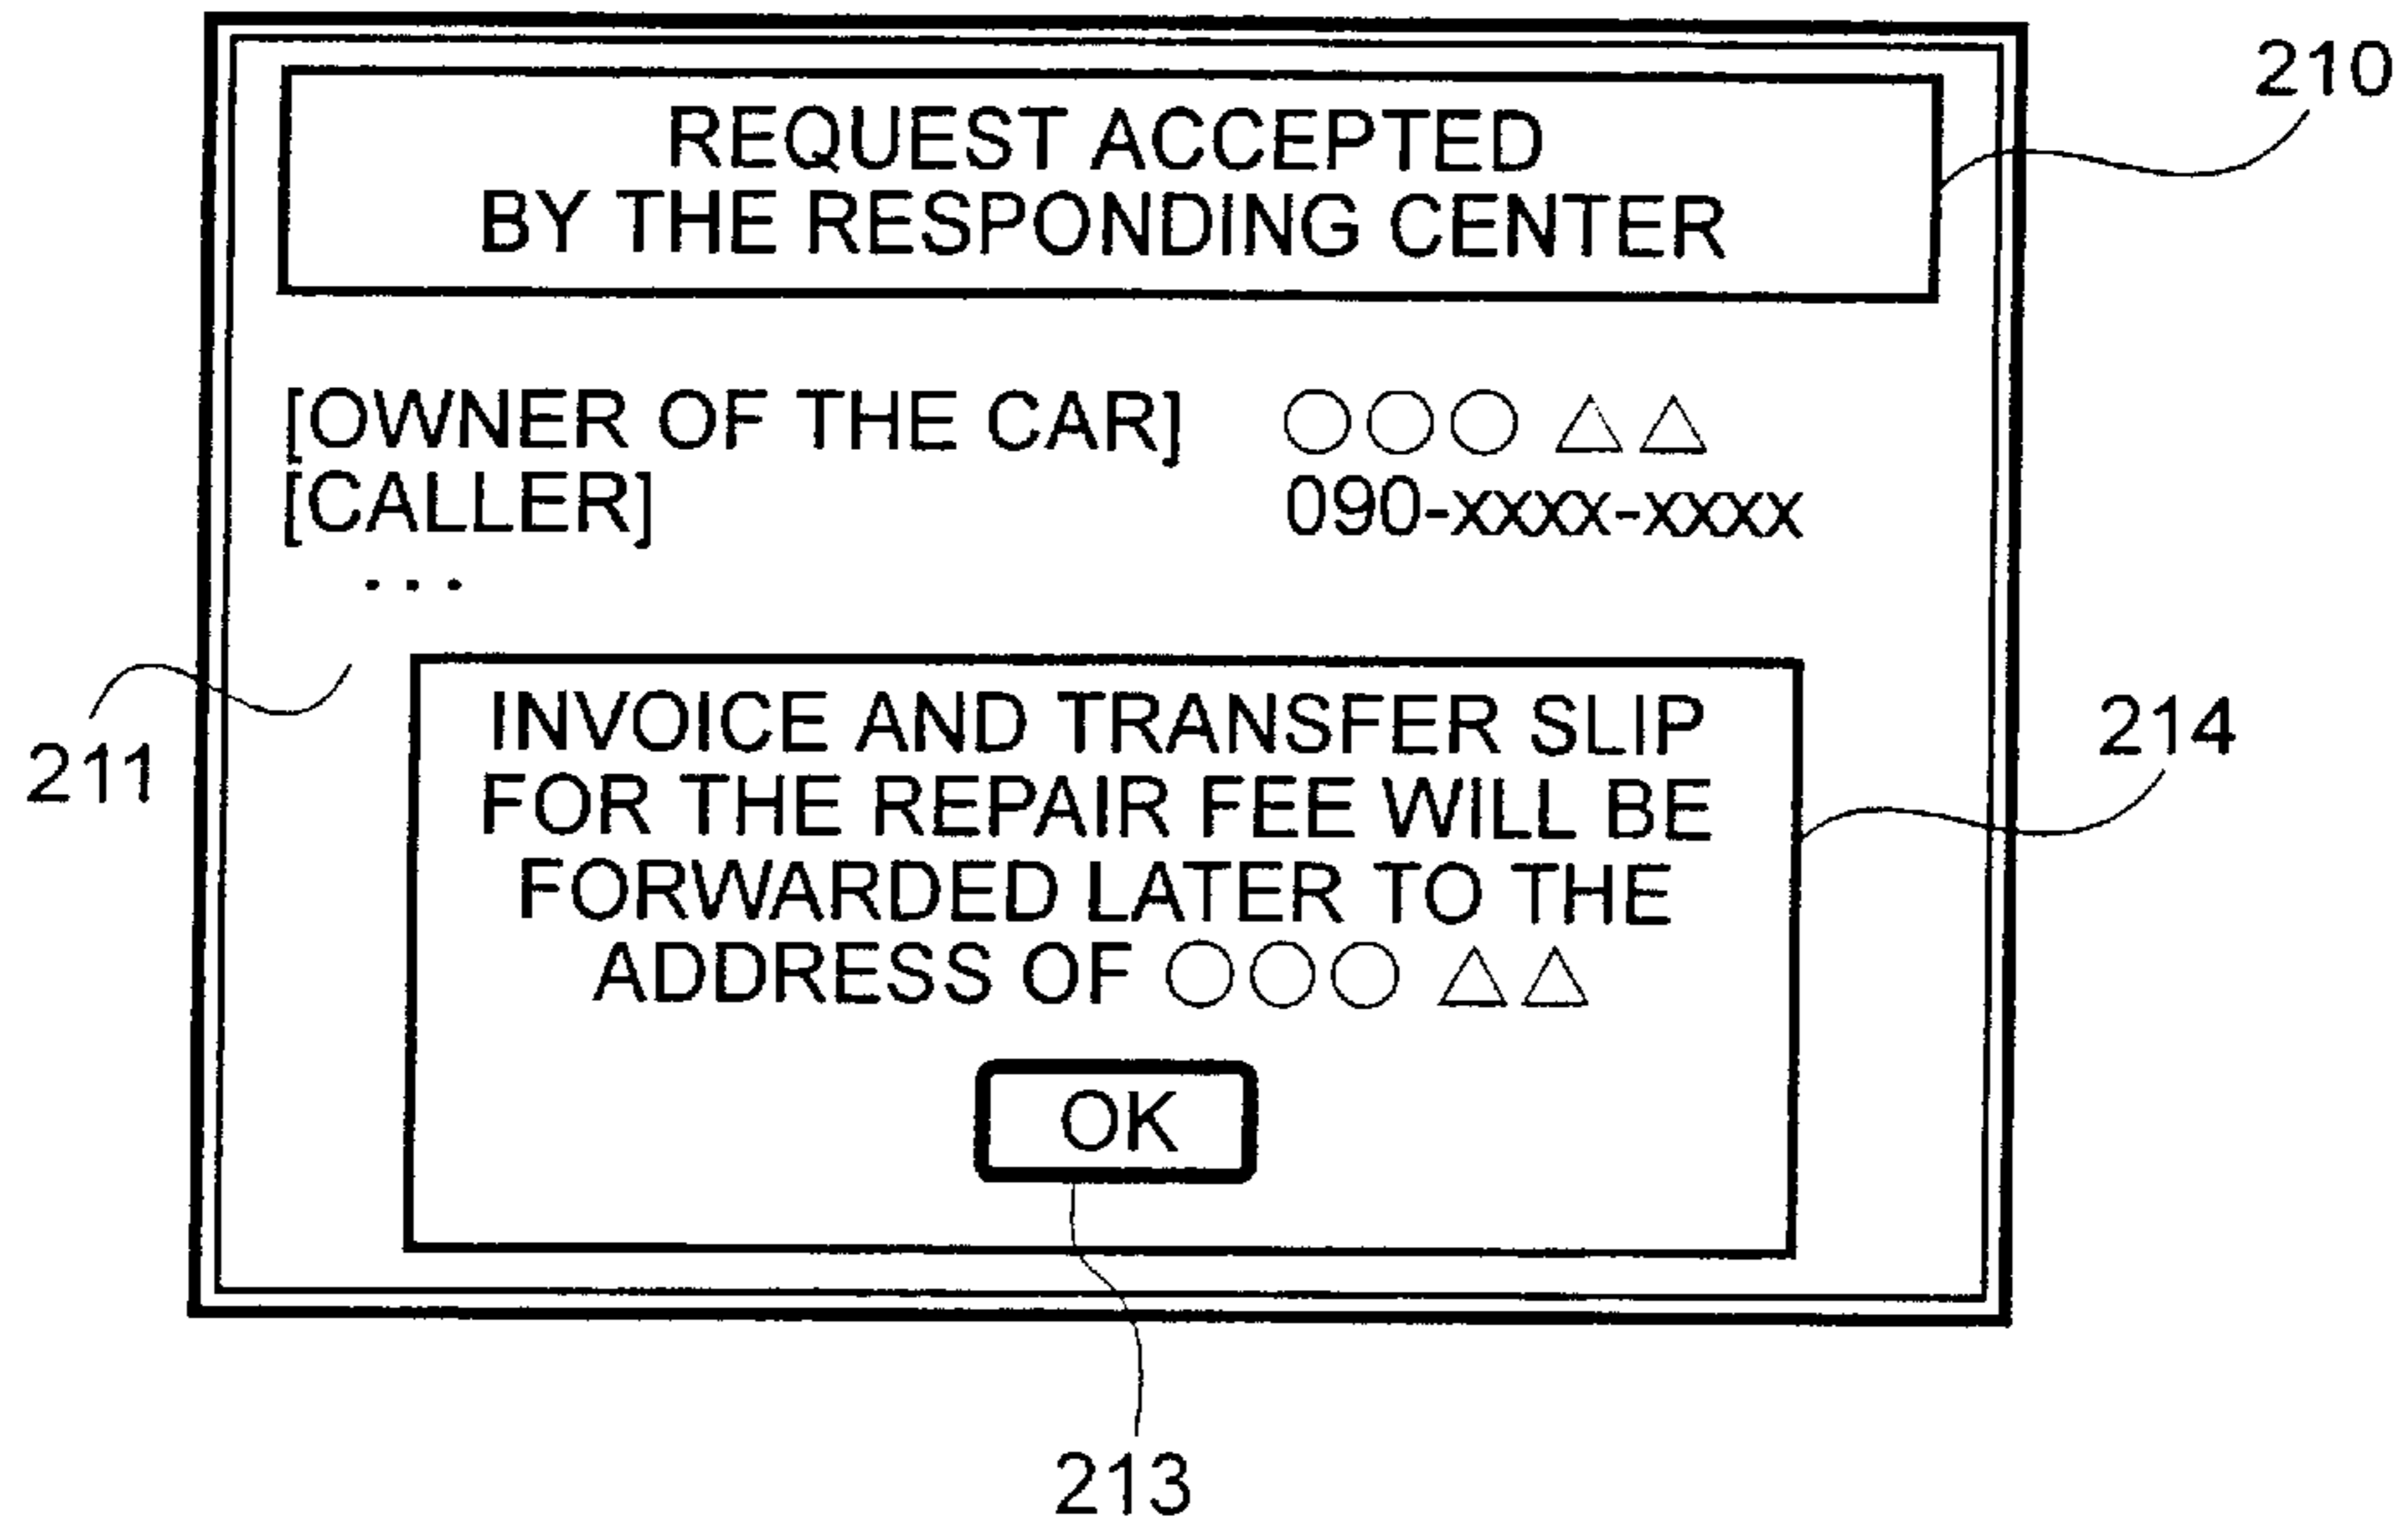 210
REQUEST ACCEPTED
BY THE RESPONDING CENTER
[OWNER OF THE CAR] ○○○ △△
[CALLER] 090-xxxx-xxxx
...
211
INVOICE AND TRANSFER SLIP
FOR THE REPAIR FEE WILL BE
FORWARDED LATER TO THE
ADDRESS OF ○○○ △△
214
OK
213